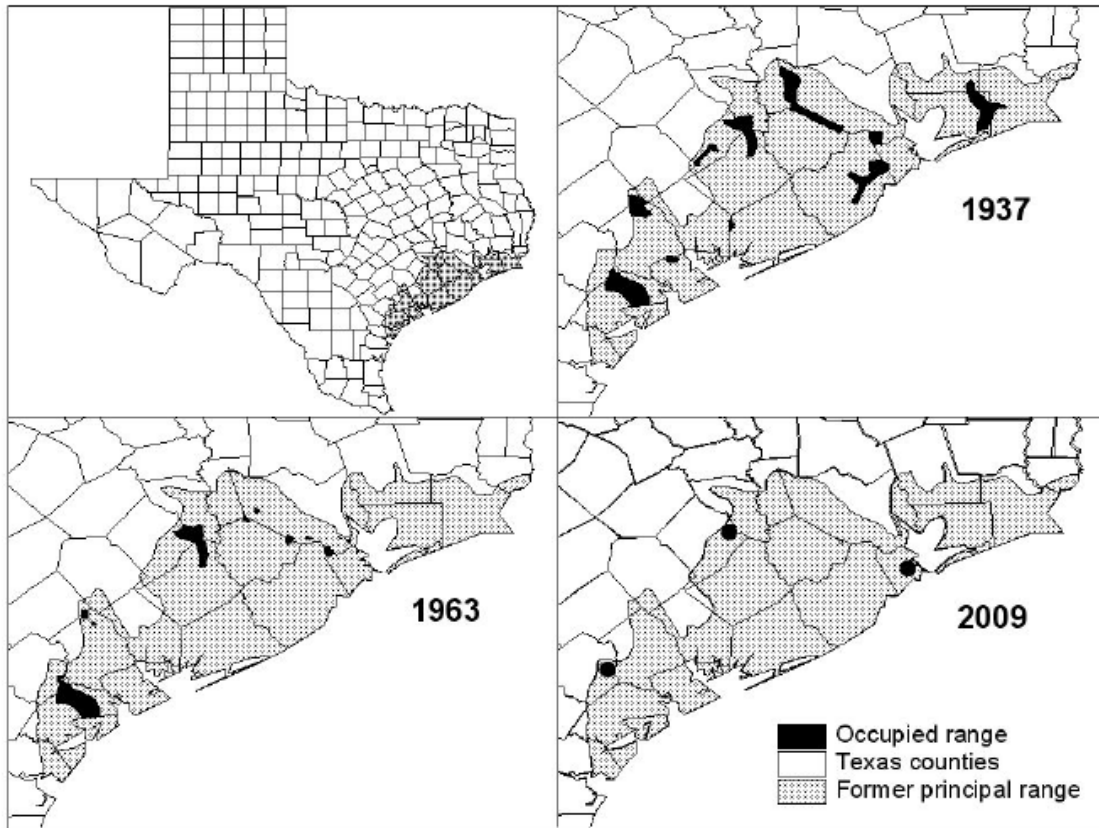 1937
1963
2009
Occupied range
Texas counties
Former principal range